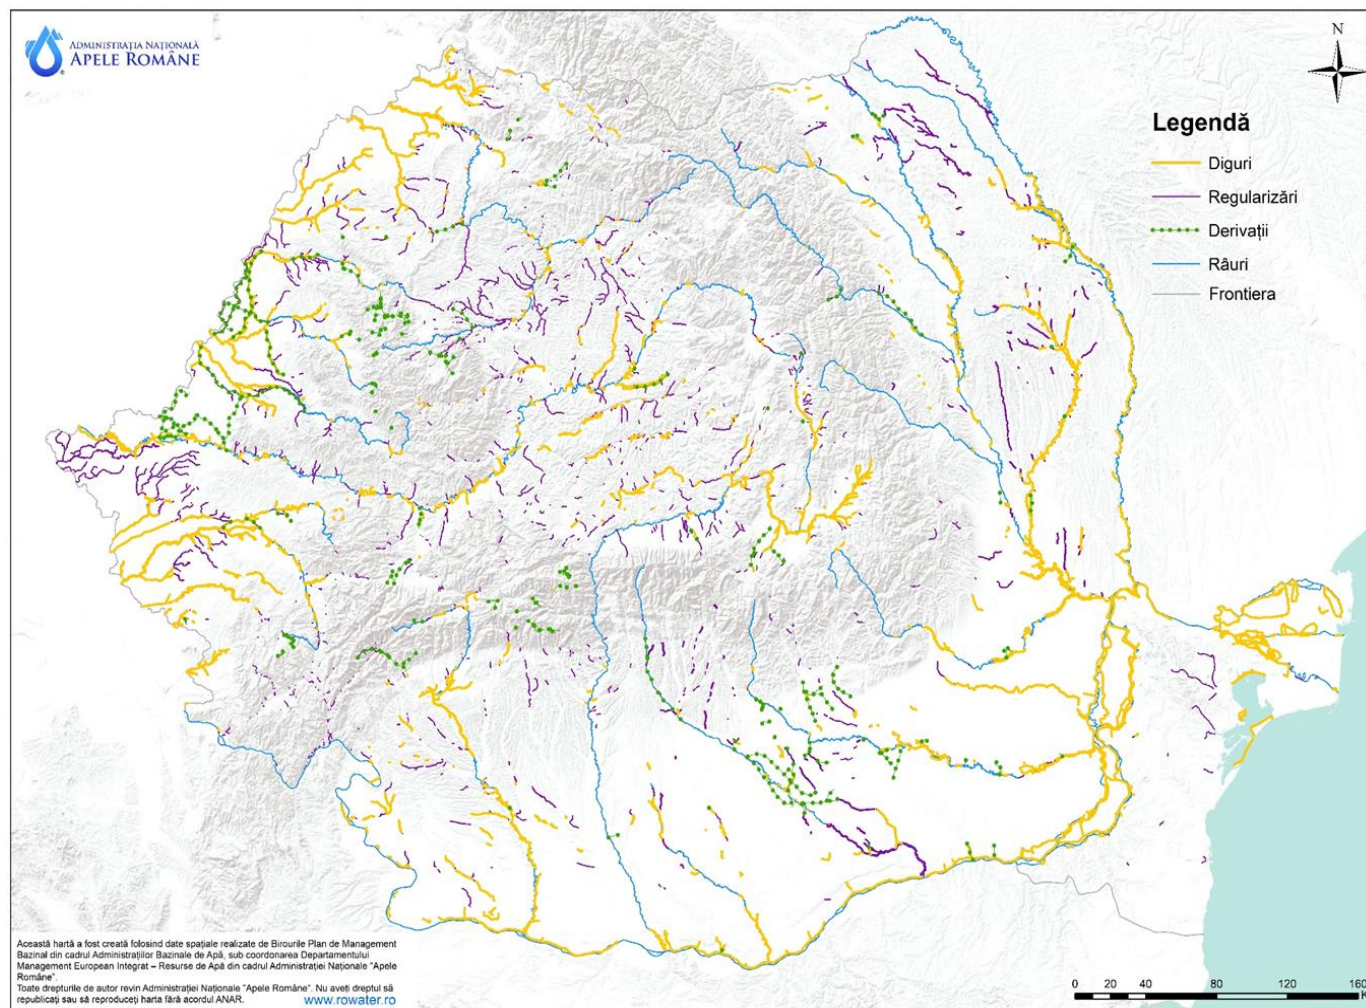 ADMINISTRAȚIA NAȚIONALĂ
APELE ROMÂNE
N
Legendă
Diguri
Regularizări
Derivații
Râuri
Frontiera
Această hartă a fost creată folosind date spațiale realizate de Birourile Plan de Management
Bazinal din cadrul Administrațiilor Bazinale de Apă, sub coordonarea Departamentului
Management European Integrat – Resurse de Apă din cadrul Administrației Naționale "Apele
Române".
Toate drepturile de autor revin Administrației Naționale "Apele Române". Nu aveți dreptul să
republicați sau să reproduceți harta fără acordul ANAR.
www.rowater.ro
0 20 40 80 120 160